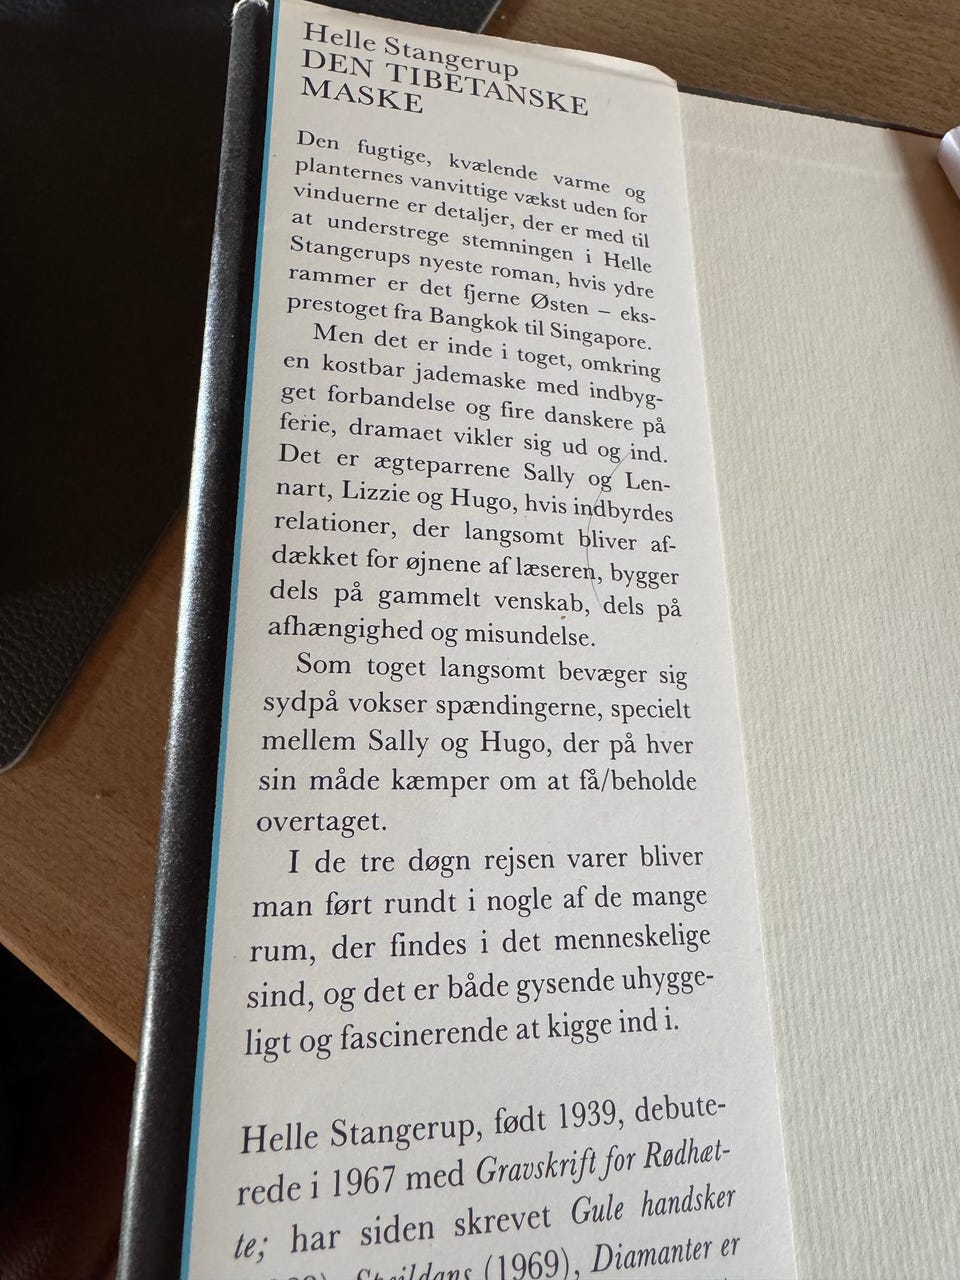 Helle Stangerup
DEN TIBETANSKE
MASKE
Den fugtige, kvælende varme og
planternes vanvittige vækst uden for
vinduerne er detaljer, der er med til
at understrege stemningen i Helle
Stangerups nyeste roman, hvis ydre
rammer er det fjerne Østen – eks-
prestoget fra Bangkok til Singapore.
Men det er inde i toget, omkring
en kostbar jademaske med indbyg-
get forbandelse og fire danskere på
ferie, dramaet vikler sig ud og ind.
Det er ægteparrene Sally og Len-
nart, Lizzie og Hugo, hvis indbyrdes
relationer, der langsomt bliver af-
dækket for øjnene af læseren, bygger
dels på gammelt venskab, dels på
afhængighed og misundelse.
Som toget langsomt bevæger sig
sydpå vokser spændingerne, specielt
mellem Sally og Hugo, der på hver
sin måde kæmper om at få/beholde
overtaget.
I de tre døgn rejsen varer bliver
man ført rundt i nogle af de mange
rum, der findes i det menneskelige
sind, og det er både gysende uhygge-
ligt og fascinerende at kigge ind i.
Helle Stangerup, født 1939, debute-
rede i 1967 med Gravskrift for Rødhæt-
te; har siden skrevet Gule handsker
(1969), Diamanter er